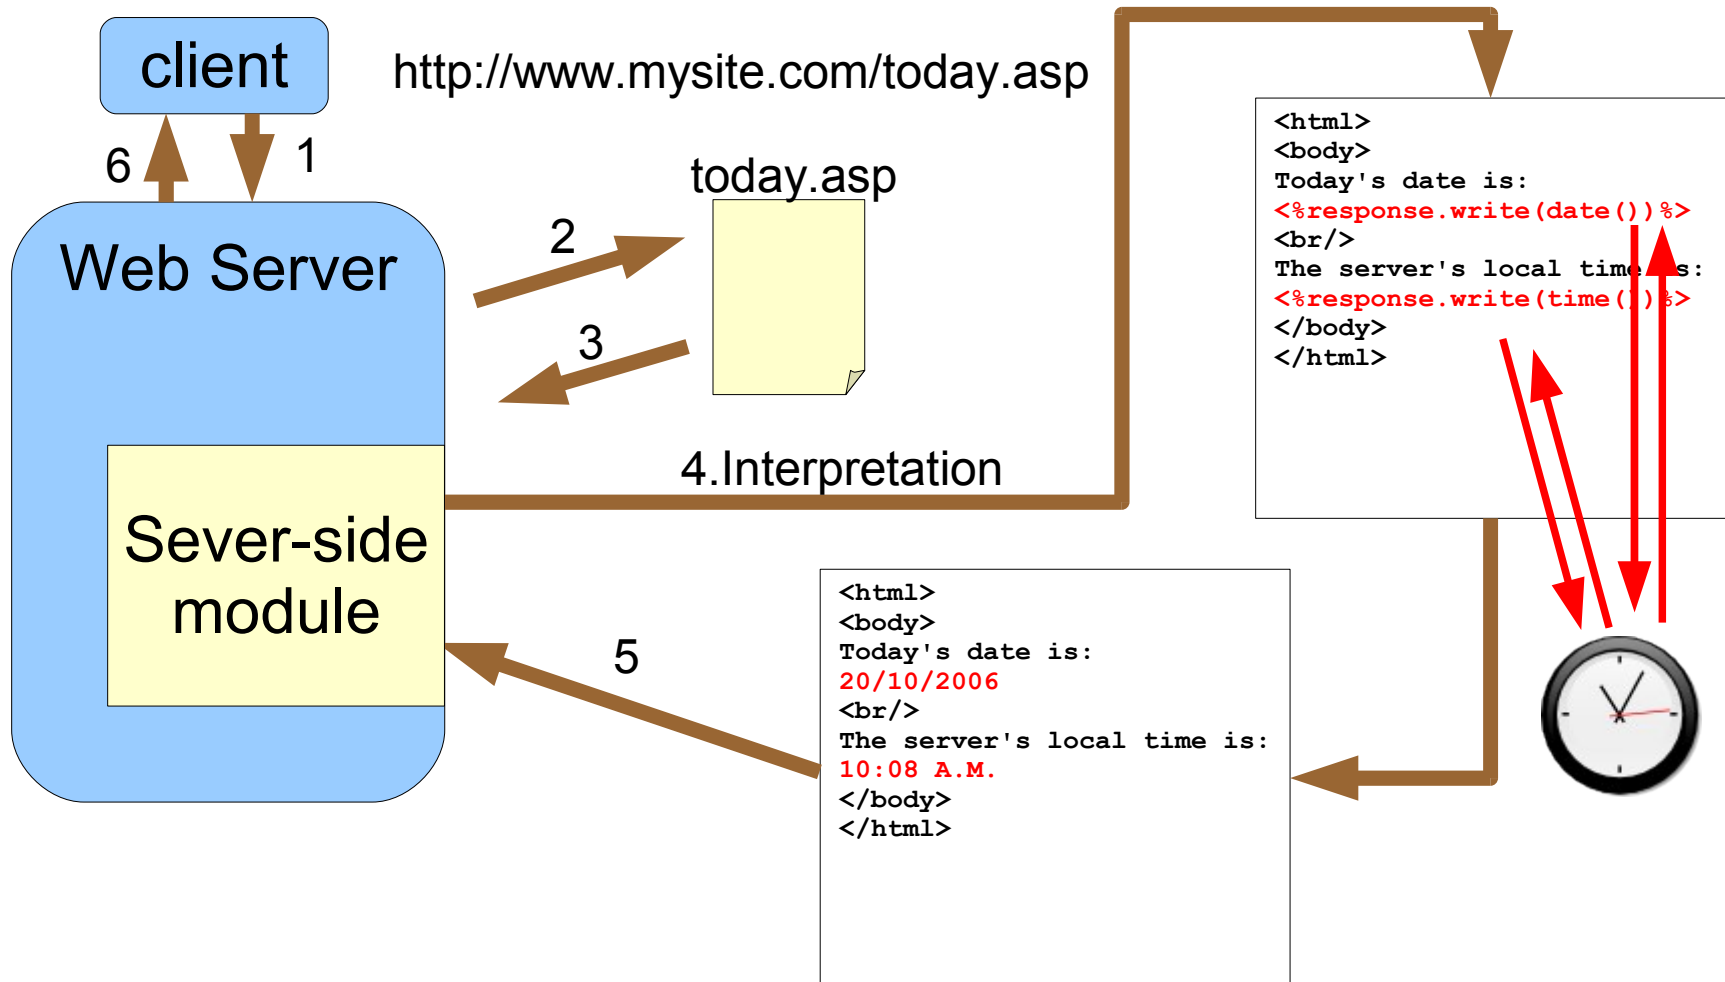 client
http://www.mysite.com/today.asp
6
1
Web Server
today.asp
2
3
4.Interpretation
Sever-side
module
5
<html>
<body>
Today's date is:
<%response.write(date())%>
<br/>
The server's local time is:
<%response.write(time())%>
</body>
</html>
<html>
<body>
Today's date is:
20/10/2006
<br/>
The server's local time is:
10:08 A.M.
</body>
</html>